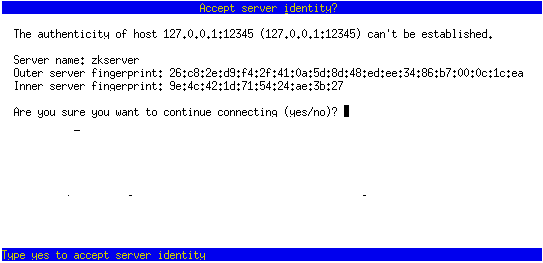 Accept server identity?
The authenticity of host 127.0.0.1:12345 (127.0.0.1:12345) can't be established.
Server name: zkserver
Outer server fingerprint: 26:c8:2e:d9:f4:2f:41:0a:5d:8d:48:ed:ee:34:86:b7:00:0c:1c:ea
Inner server fingerprint: 9e:4c:42:1d:71:54:24:ae:3b:27
Are you sure you want to continue connecting (yes/no)?
Type yes to accept server identity